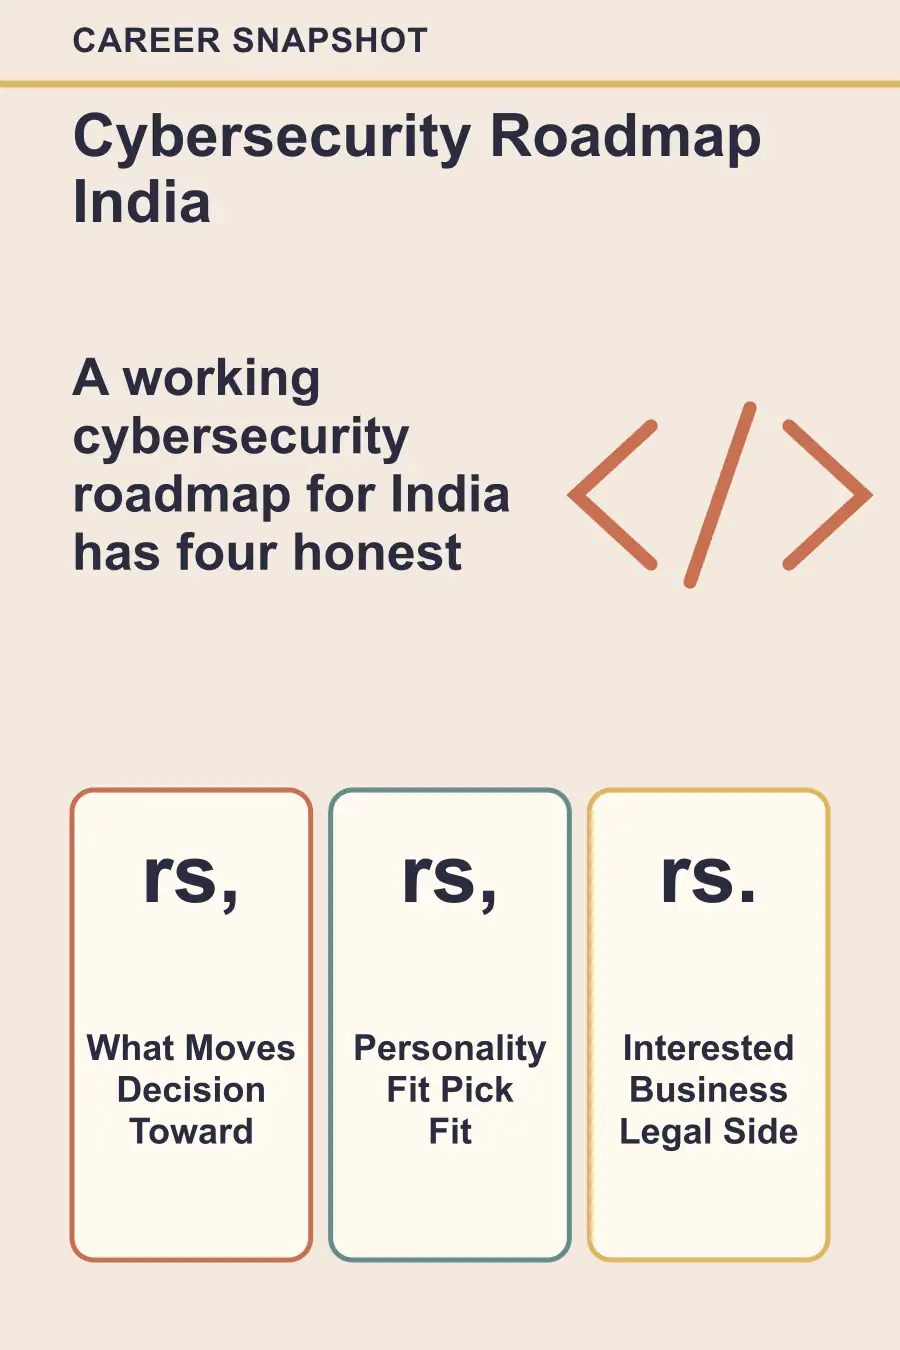 CAREER SNAPSHOT
Cybersecurity Roadmap
India
A working
cybersecurity
roadmap for India
has four honest
rs,
What Moves
Decision
Toward
rs,
Personality
Fit Pick
Fit
rs.
Interested
Business
Legal Side